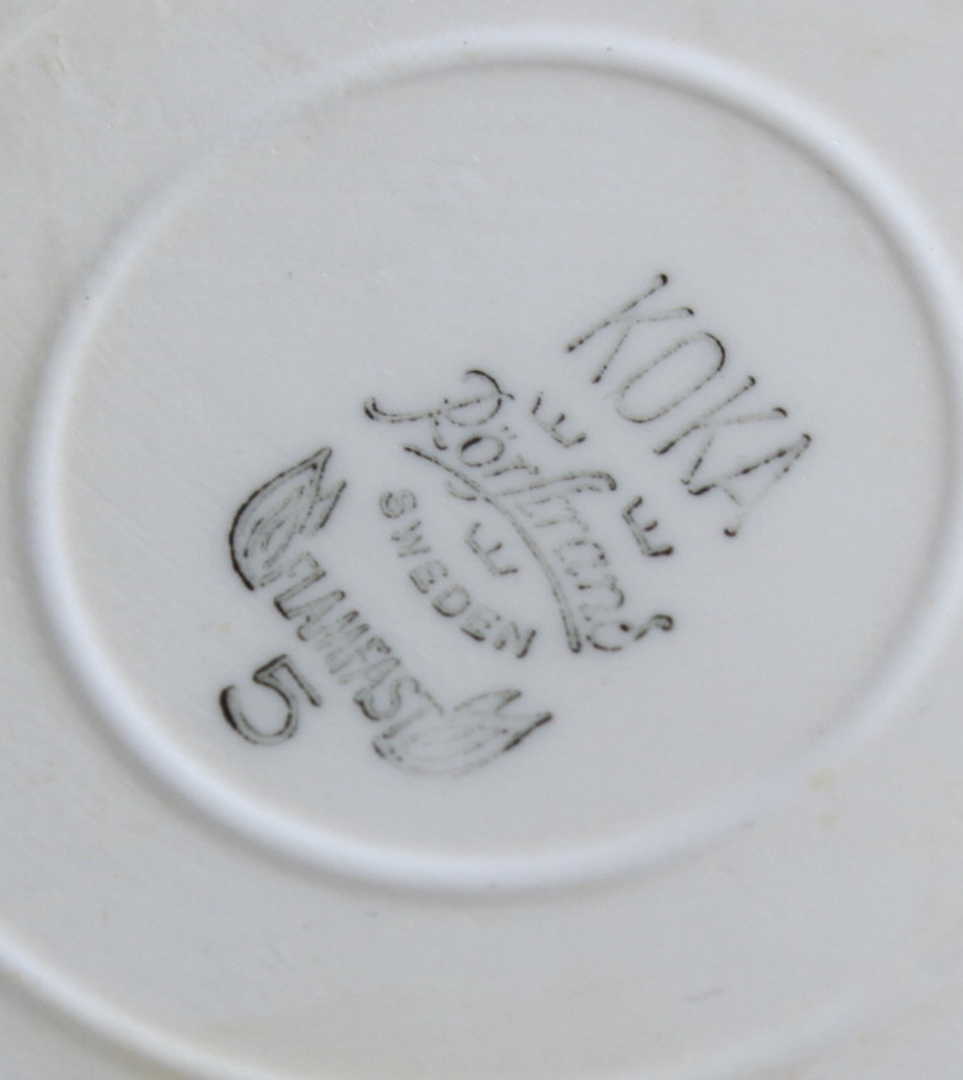 KOKA
Rörstrand
SWEDEN
FLAMFAST
5